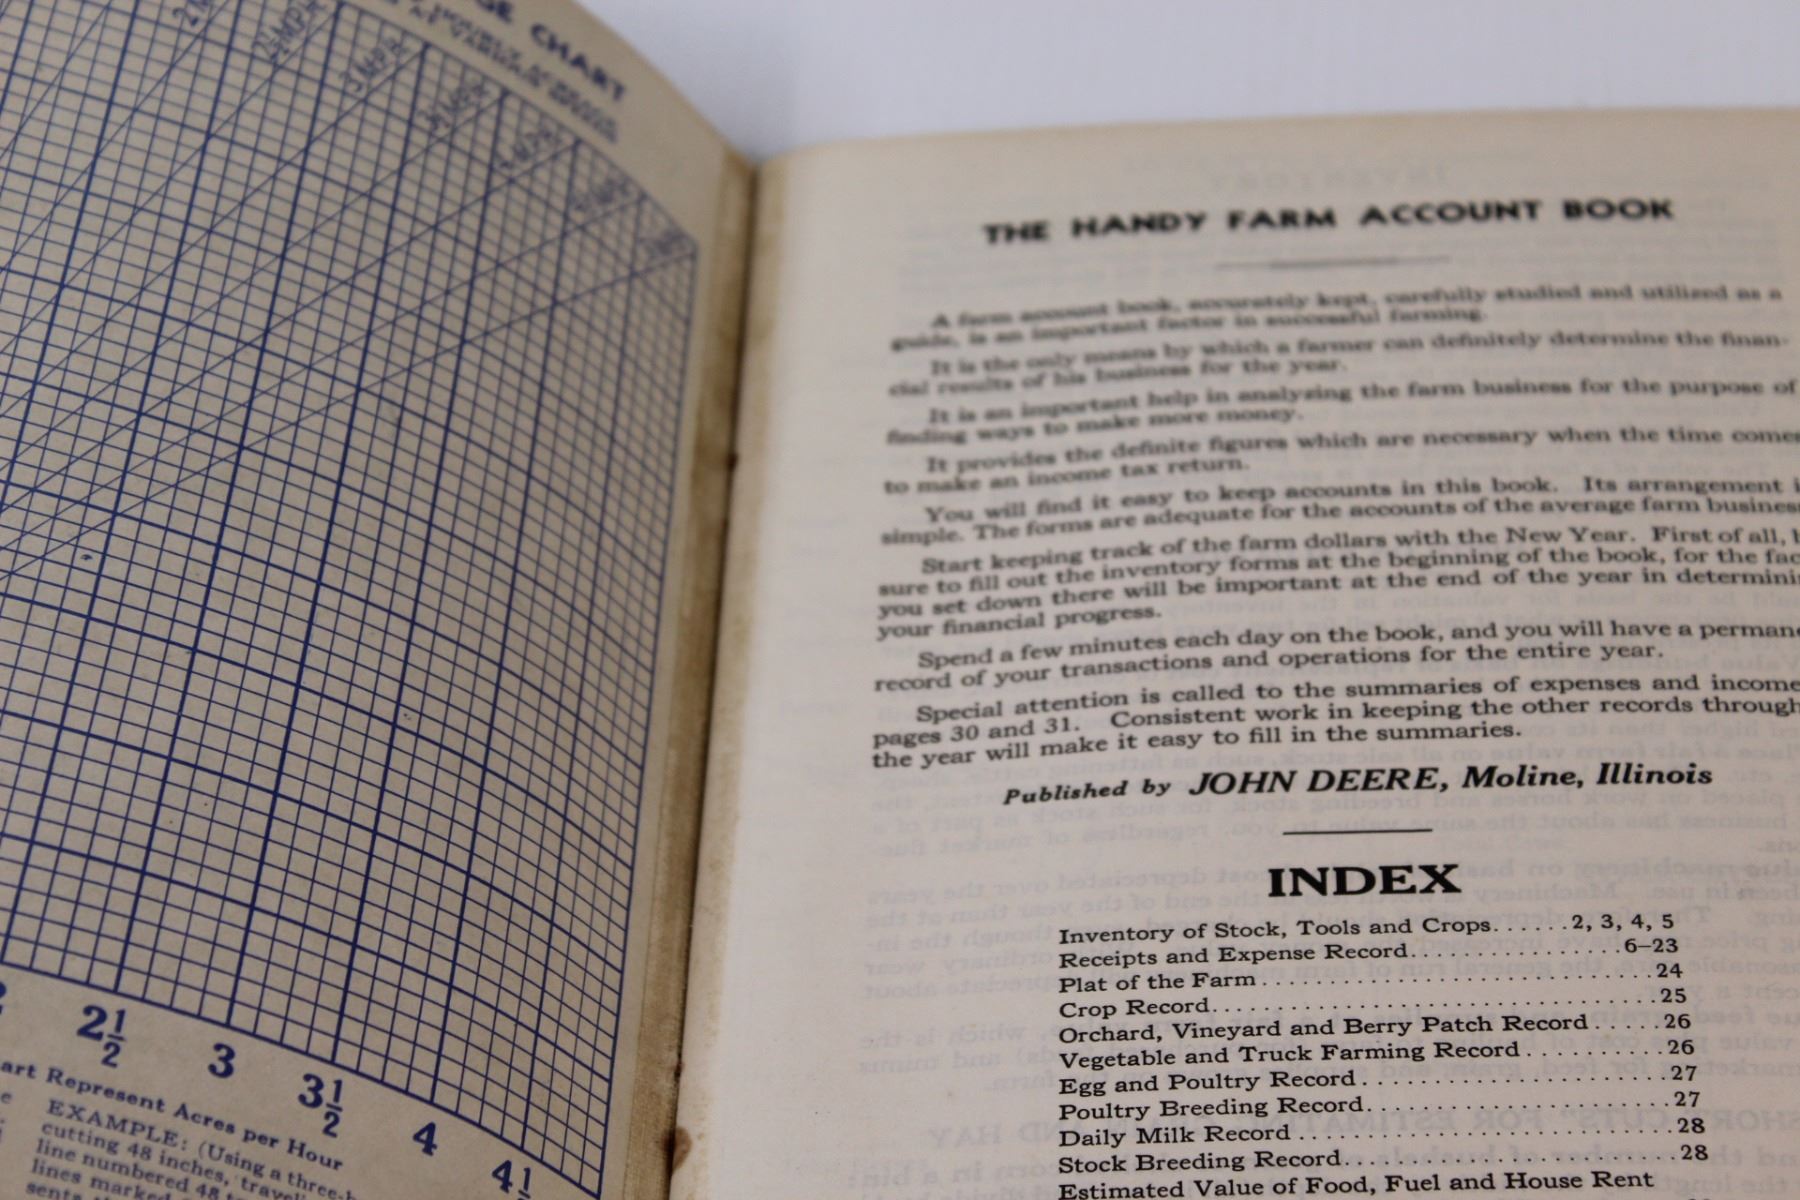 CHART
2½ MPH
3 MPH
2½
3
3½
4
4½
art Represent Acres per Hour
EXAMPLE: (Using a three-b
cutting 48 inches, traveli
line numbered 48 to
lines marked
sents th
THE HANDY FARM ACCOUNT BOOK
A farm account book, accurately kept, carefully studied and utilized as a
guide, is an important factor in successful farming.
It is the only means by which a farmer can definitely determine the finan-
cial results of his business for the year.
It is an important help in analyzing the farm business for the purpose of
finding ways to make more money.
It provides the definite figures which are necessary when the time comes
to make an income tax return.
You will find it easy to keep accounts in this book. Its arrangement i
simple. The forms are adequate for the accounts of the average farm business
Start keeping track of the farm dollars with the New Year. First of all, b
sure to fill out the inventory forms at the beginning of the book, for the fac
you set down there will be important at the end of the year in determini
your financial progress.
Spend a few minutes each day on the book, and you will have a permane
record of your transactions and operations for the entire year.
Special attention is called to the summaries of expenses and income
pages 30 and 31. Consistent work in keeping the other records through
the year will make it easy to fill in the summaries.
Published by JOHN DEERE, Moline, Illinois
INDEX
Inventory of Stock, Tools and Crops......2, 3, 4, 5
Receipts and Expense Record..............6–23
Plat of the Farm..............................24
Crop Record..................................25
Orchard, Vineyard and Berry Patch Record.....26
Vegetable and Truck Farming Record..........26
Egg and Poultry Record.......................27
Poultry Breeding Record......................27
Daily Milk Record............................28
Stock Breeding Record........................28
Estimated Value of Food, Fuel and House Rent